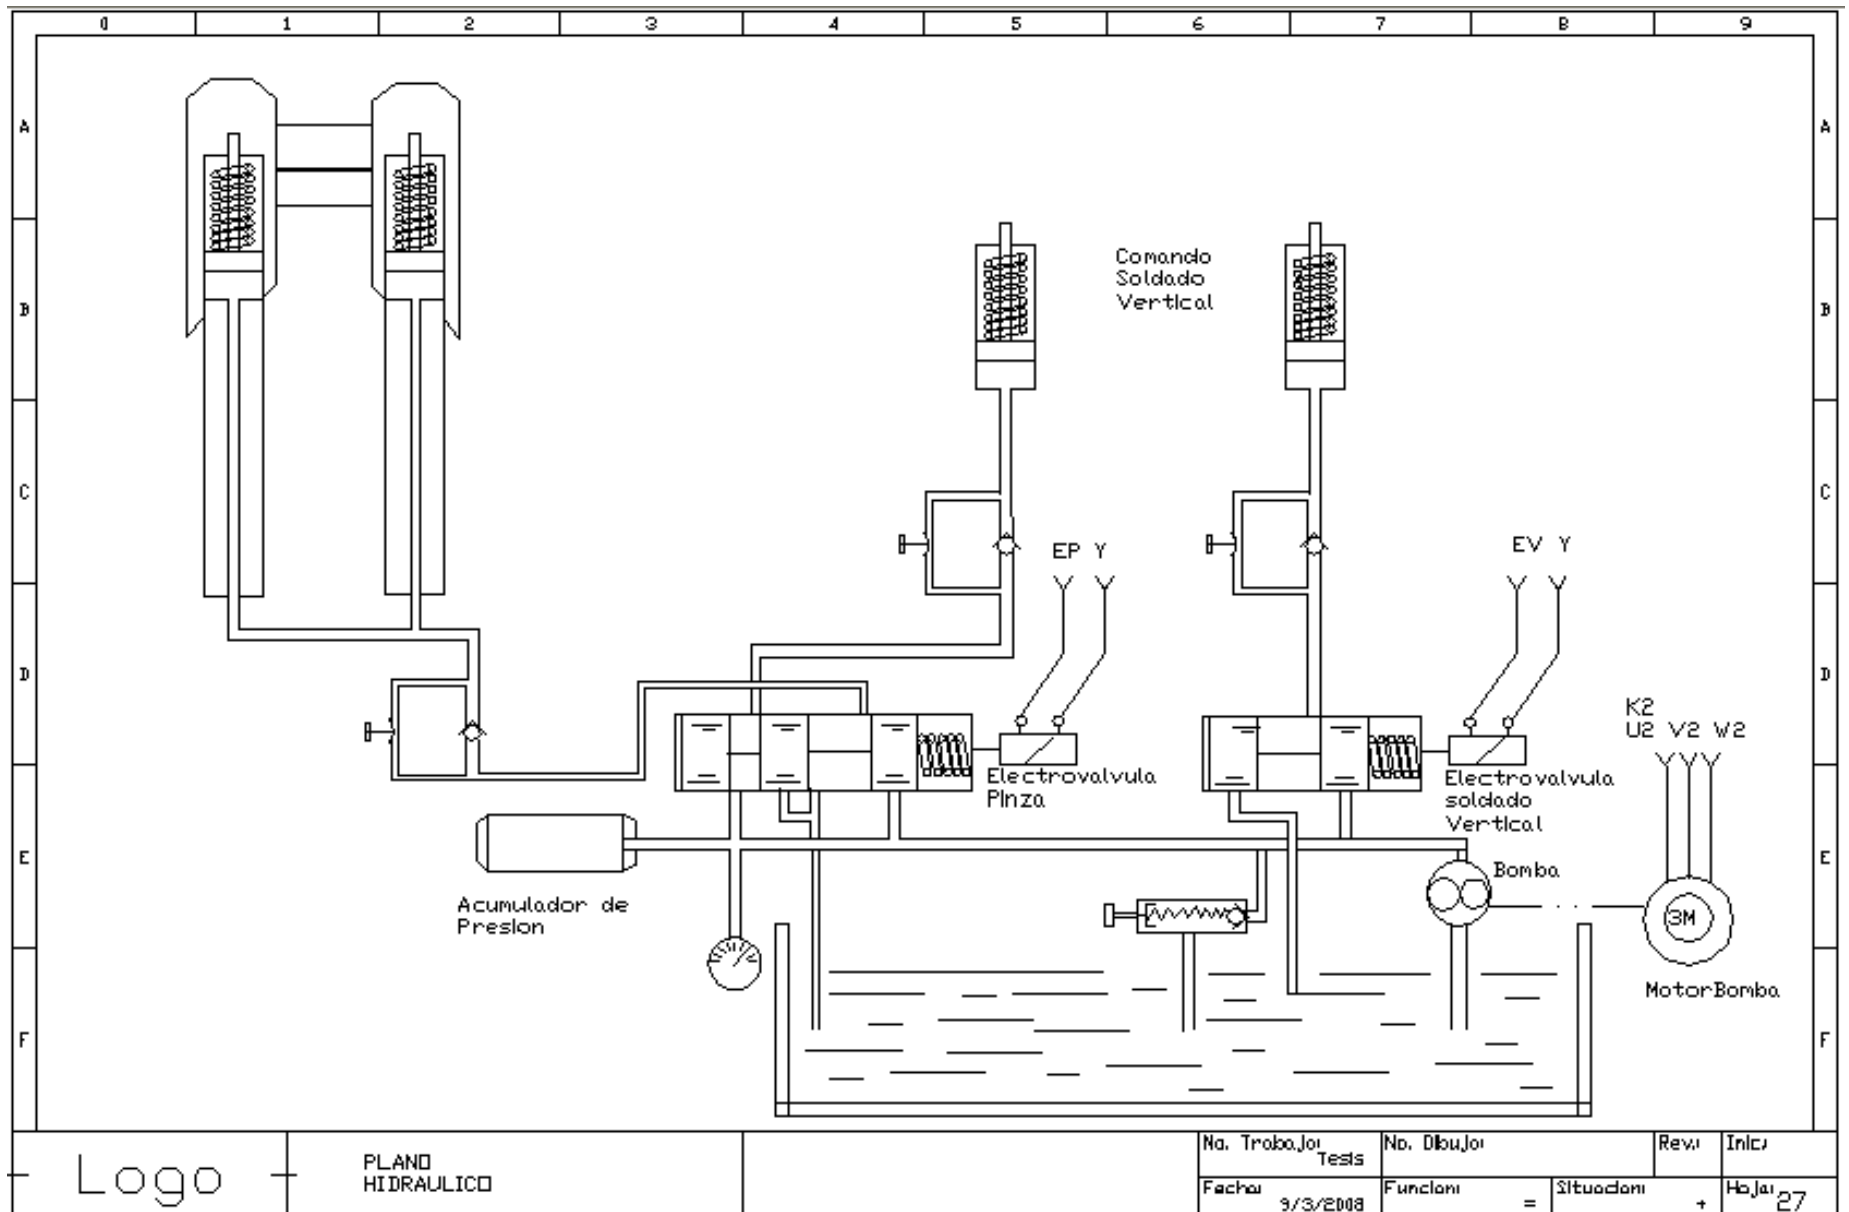 0 1 2 3 4 5 6 7 8 9
A A
B B
C C
D D
E E
F F
Comando
Soldado
Vertical
EP Y
EV Y
K2
U2 V2 W2
Electrovalvula
Pinza
Electrovalvula
soldado
Vertical
Bomba
Acumulador de
Presion
3M
MotorBomba
Logo
PLANO
HIDRAULICO
No. Trabajo:
Tesis
No. Dibujo:
Rev.:
Inic.:
Fecha:
9/3/2008
Funcion:
=
Situacion:
+
Hoja:
27